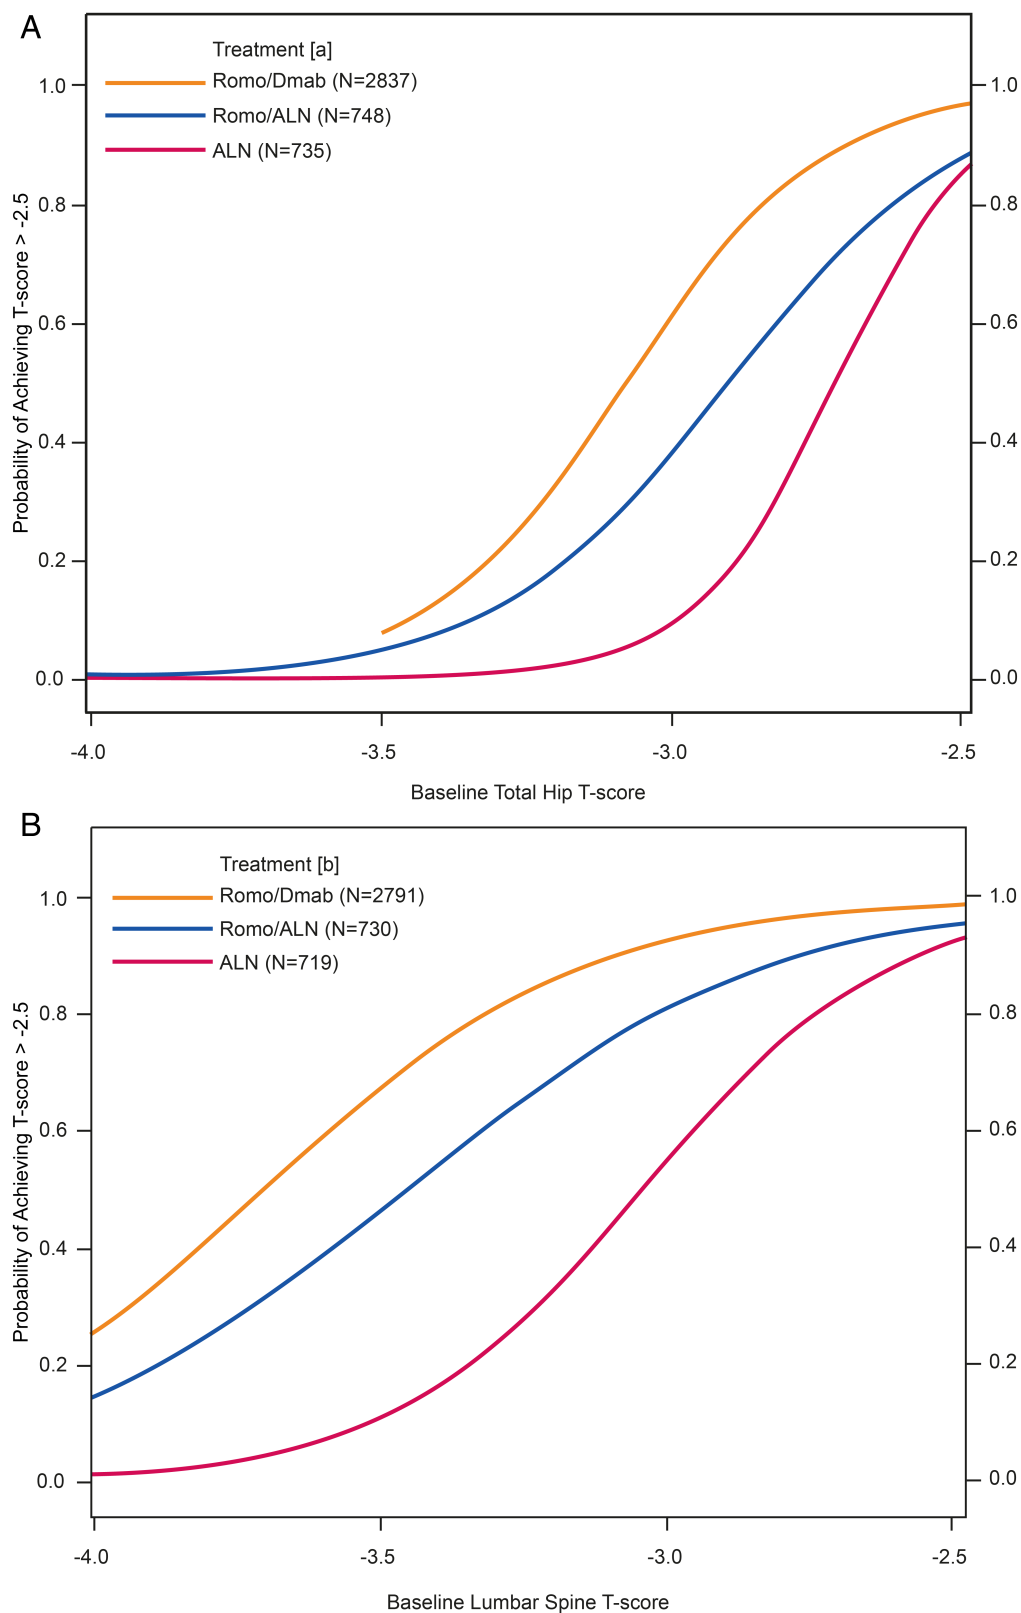 A
Treatment [a]
Romo/Dmab (N=2837)
Romo/ALN (N=748)
ALN (N=735)
Probability of Achieving T-score > -2.5
1.0
0.8
0.6
0.4
0.2
0.0
1.0
0.8
0.6
0.4
0.2
0.0
-4.0 -3.5 -3.0 -2.5
Baseline Total Hip T-score
B
Treatment [b]
Romo/Dmab (N=2791)
Romo/ALN (N=730)
ALN (N=719)
Probability of Achieving T-score > -2.5
1.0
0.8
0.6
0.4
0.2
0.0
1.0
0.8
0.6
0.4
0.2
0.0
-4.0 -3.5 -3.0 -2.5
Baseline Lumbar Spine T-score